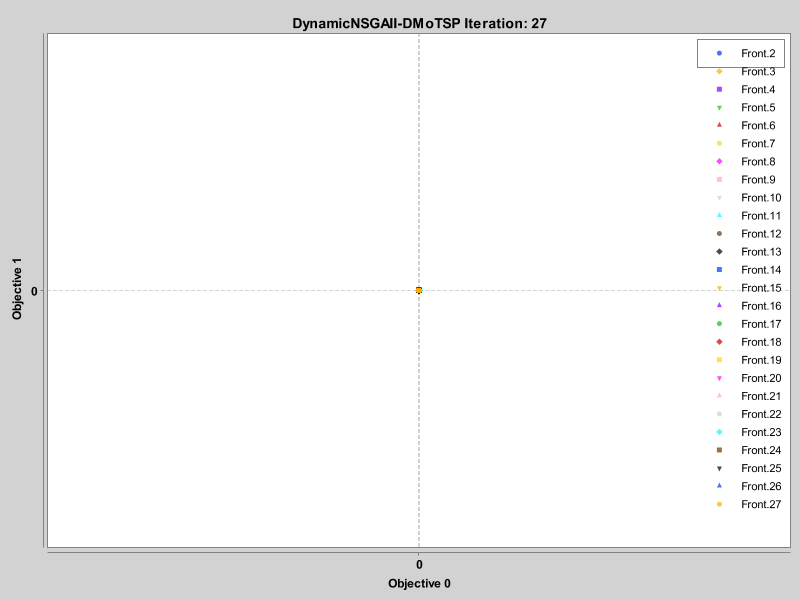 DynamicNSGAII-DMoTSP Iteration: 27
Front.2
Front.3
Front.4
Front.5
Front.6
Front.7
Front.8
Front.9
Front.10
Front.11
Front.12
Front.13
Front.14
Front.15
Front.16
Front.17
Front.18
Front.19
Front.20
Front.21
Front.22
Front.23
Front.24
Front.25
Front.26
Front.27
Objective 1
0
0
Objective 0